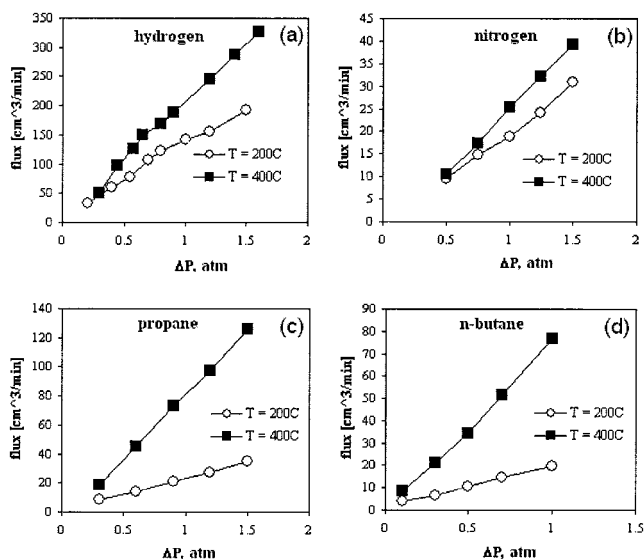 hydrogen
(a)
flux [cm^3/min]
350
300
250
200
150
100
50
0
T = 200C
T = 400C
0
0.5
1
1.5
2
ΔP, atm
nitrogen
(b)
flux [cm^3/min]
45
40
35
30
25
20
15
10
5
0
T = 200C
T = 400C
0
0.5
1
1.5
2
ΔP, atm
propane
(c)
flux [cm^3/min]
140
120
100
80
60
40
20
0
T = 200C
T = 400C
0
0.5
1
1.5
2
ΔP, atm
n-butane
(d)
flux [cm^3/min]
90
80
70
60
50
40
30
20
10
0
T = 200C
T = 400C
0
0.5
1
1.5
ΔP, atm